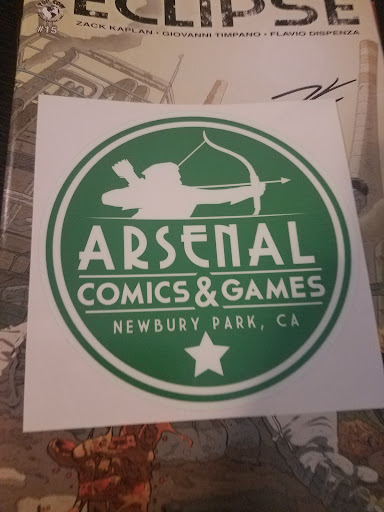 ECLIPSE
#15
ZACK KAPLAN • GIOVANNI TIMPANO • FLAVIO DISPENZA
ARSENAL
COMICS & GAMES
NEWBURY PARK, CA